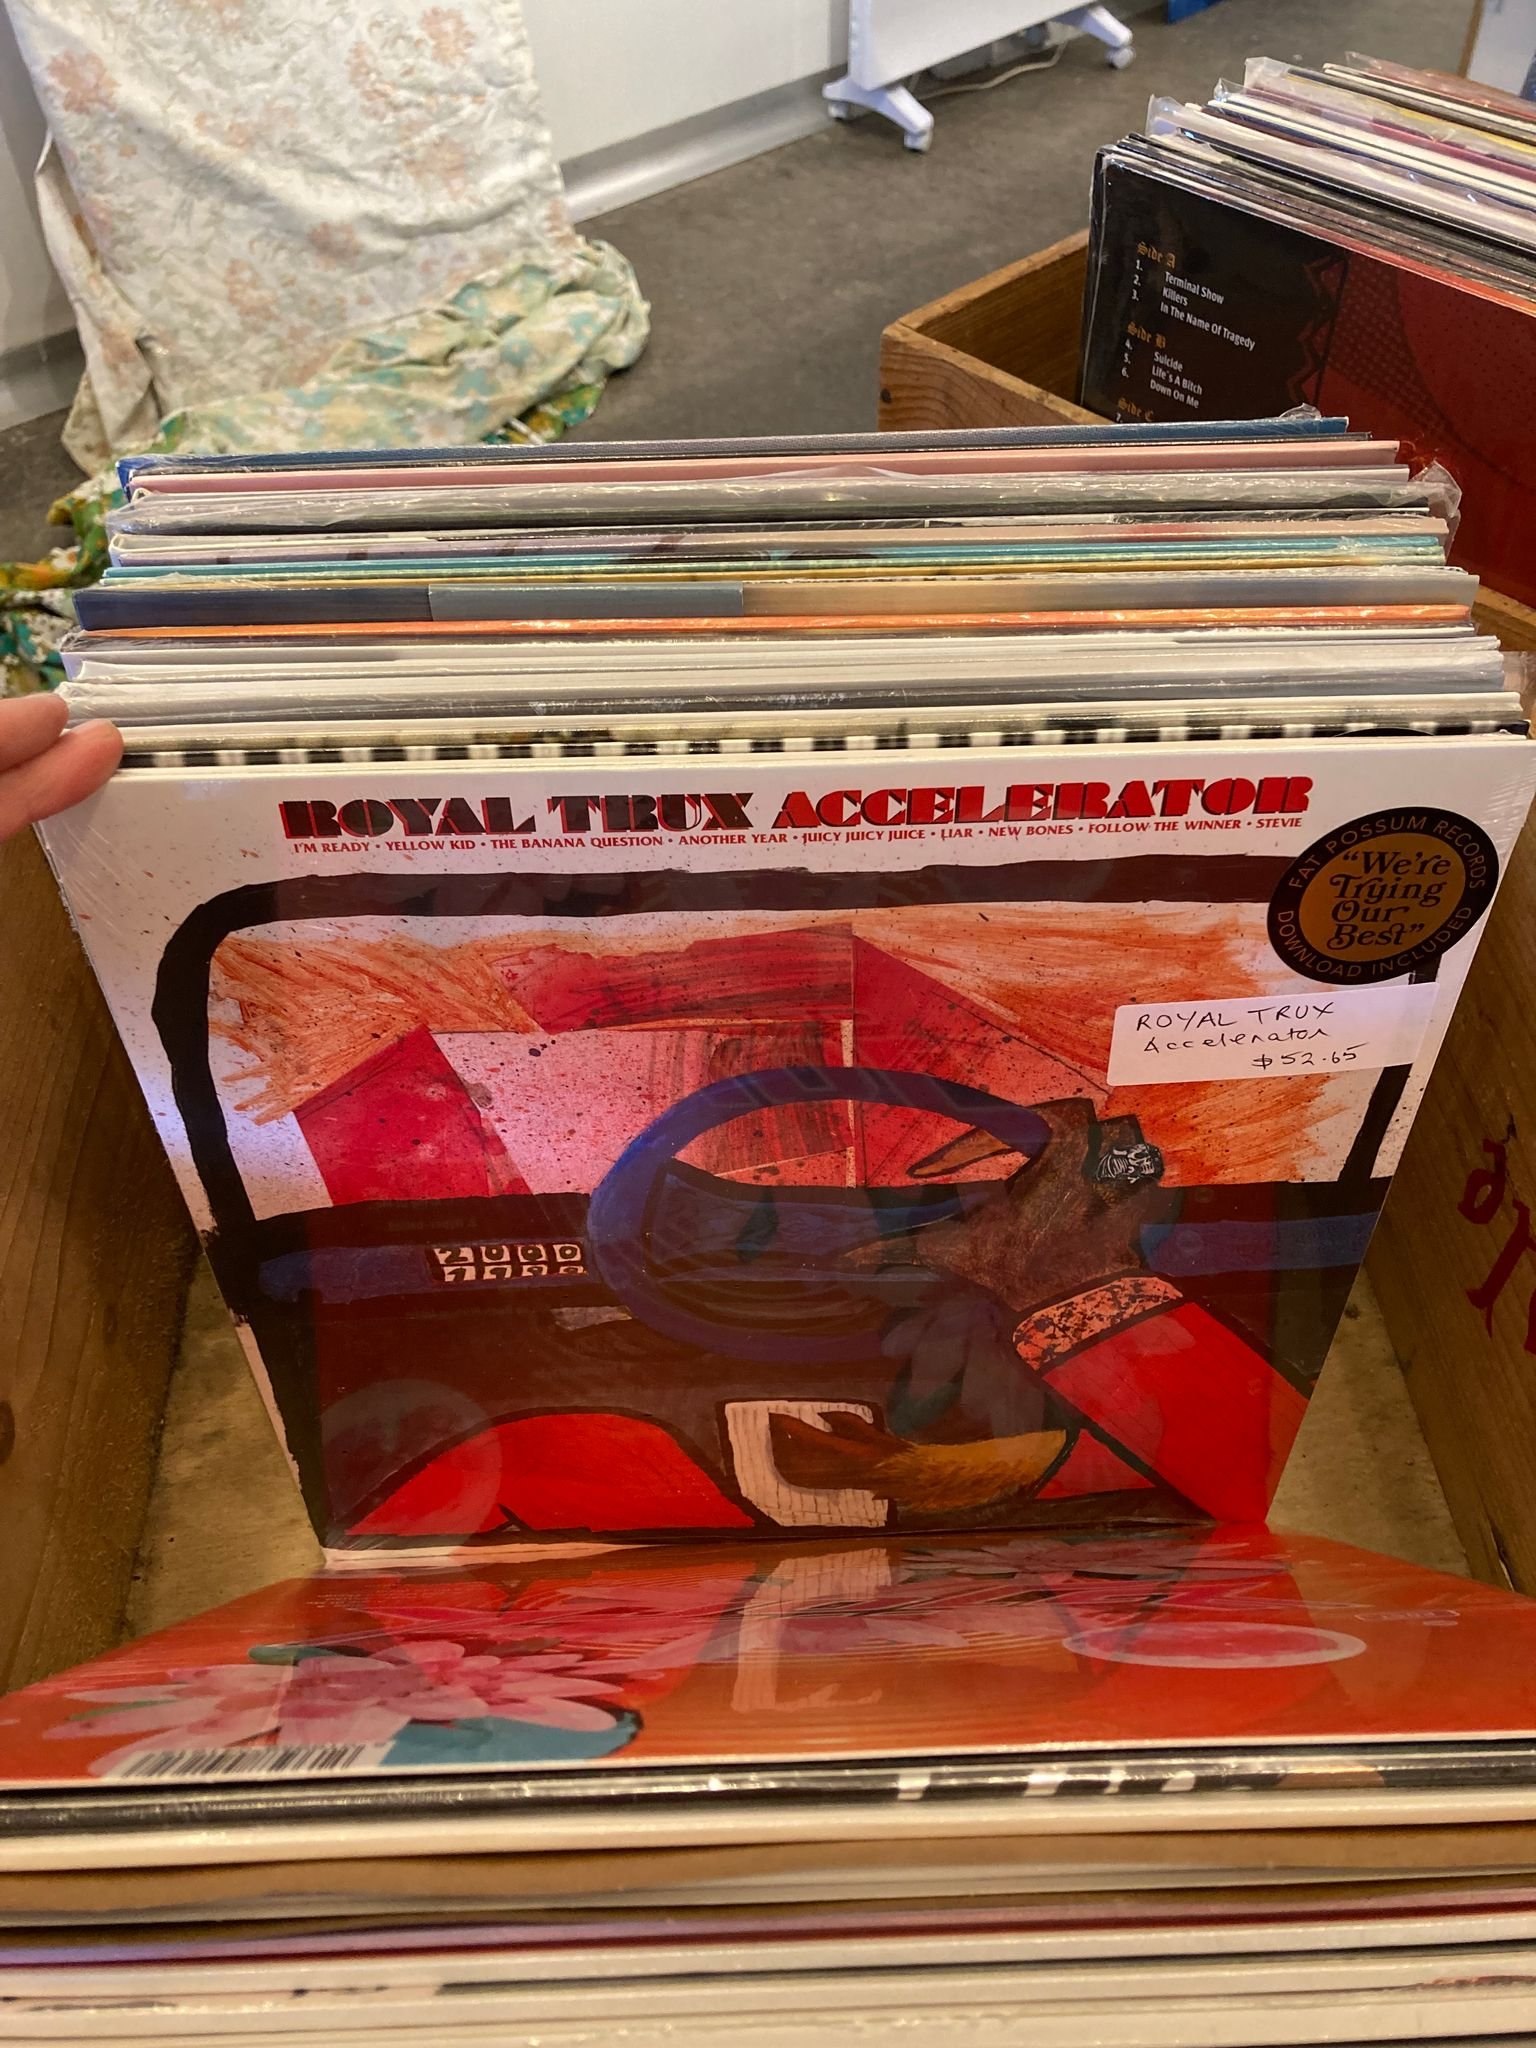 Side A
1. Terminal Show
2. Killers
3. In The Name Of Tragedy
Side B
4. Suicide
5. Life's A Bitch
6. Down On Me
Side C
7.
ROYAL TRUX ACCELERATOR
I'M READY • YELLOW KID • THE BANANA QUESTION • ANOTHER YEAR • JUICY JUICY JUICE • LIAR • NEW BONES • FOLLOW THE WINNER • STEVIE
FAT POSSUM RECORDS
"We're
Trying
Our
Best"
DOWNLOAD INCLUDED
ROYAL TRUX
Accelerator
$52.65
2000